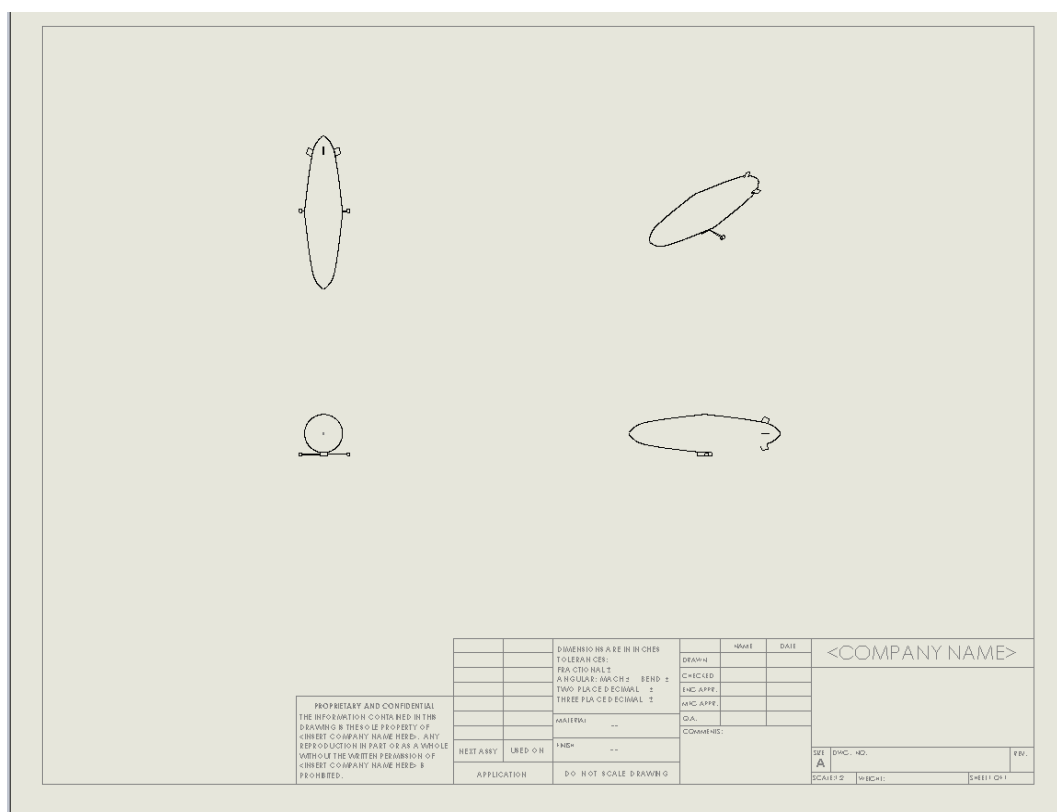 PROPRIETARY AND CONFIDENTIAL
THE INFORMATION CONTAINED IN THIS
DRAWING IS THE SOLE PROPERTY OF
<INSERT COMPANY NAME HERE>. ANY
REPRODUCTION IN PART OR AS A WHOLE
WITHOUT THE WRITTEN PERMISSION OF
<INSERT COMPANY NAME HERE> IS
PROHIBITED.
NEXT ASSY
USED ON
APPLICATION
DIMENSIONS ARE IN INCHES
TOLERANCES:
FRACTIONAL ±
ANGULAR: MACH ± BEND ±
TWO PLACE DECIMAL ±
THREE PLACE DECIMAL ±
MATERIAL
--
FINISH
--
DO NOT SCALE DRAWING
NAME
DATE
DRAWN
CHECKED
ENG APPR.
MFG APPR.
Q.A.
COMMENTS:
<COMPANY NAME>
SIZE
A
DWG. NO.
REV.
WEIGHT:
SHEET 1 OF 1